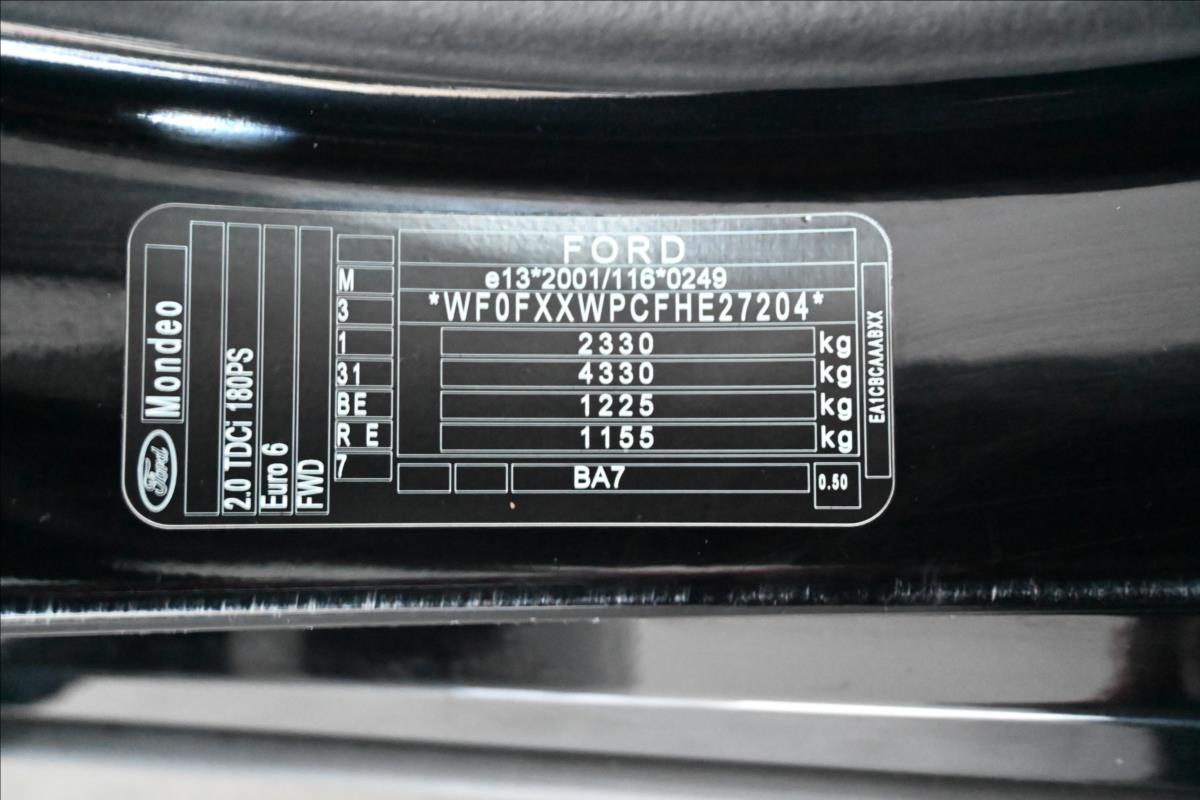 Ford
Mondeo
2.0 TDCi 180PS
Euro 6
FWD
M
3
1
31
BE
R E
7
FORD
e13*2001/116*0249
*WF0FXXWPCFHE27204*
2330 kg
4330 kg
1225 kg
1155 kg
BA7
0.50
EA1CBCAAABXX